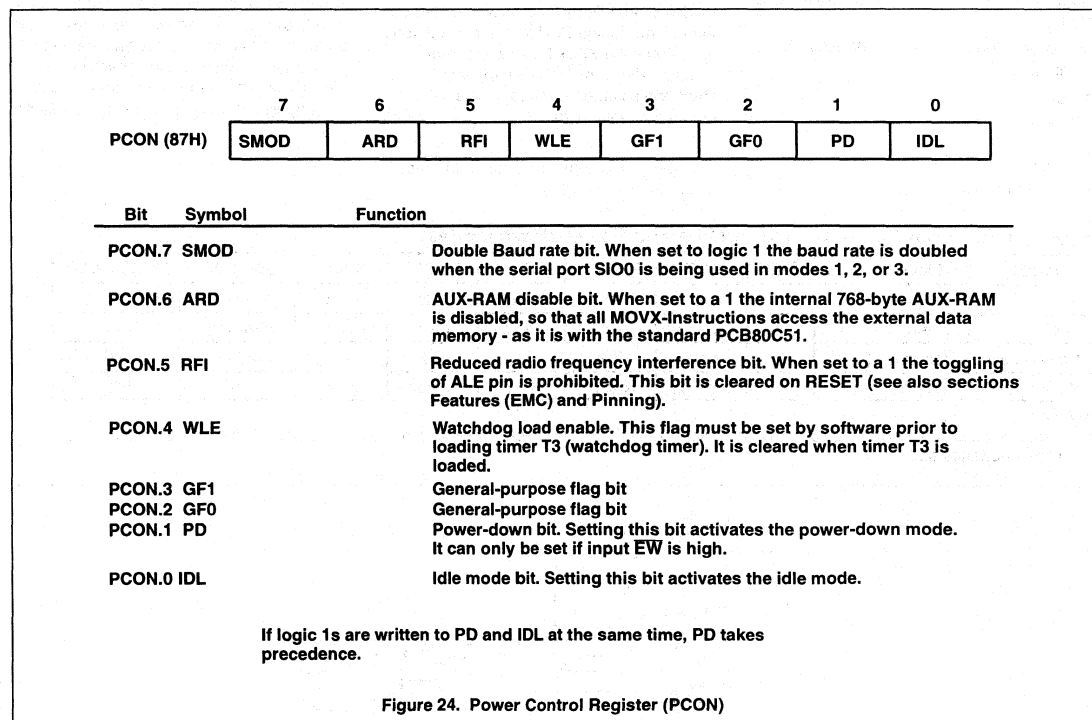 7 6 5 4 3 2 1 0
PCON (87H) SMOD ARD RFI WLE GF1 GF0 PD IDL
Bit Symbol Function
PCON.7 SMOD Double Baud rate bit. When set to logic 1 the baud rate is doubled
when the serial port SIO0 is being used in modes 1, 2, or 3.
PCON.6 ARD AUX-RAM disable bit. When set to a 1 the internal 768-byte AUX-RAM
is disabled, so that all MOVX-Instructions access the external data
memory - as it is with the standard PCB80C51.
PCON.5 RFI Reduced radio frequency interference bit. When set to a 1 the toggling
of ALE pin is prohibited. This bit is cleared on RESET (see also sections
Features (EMC) and Pinning).
PCON.4 WLE Watchdog load enable. This flag must be set by software prior to
loading timer T3 (watchdog timer). It is cleared when timer T3 is
loaded.
PCON.3 GF1 General-purpose flag bit
PCON.2 GF0 General-purpose flag bit
PCON.1 PD Power-down bit. Setting this bit activates the power-down mode.
It can only be set if input E̅W̅ is high.
PCON.0 IDL Idle mode bit. Setting this bit activates the idle mode.
If logic 1s are written to PD and IDL at the same time, PD takes
precedence.
Figure 24. Power Control Register (PCON)